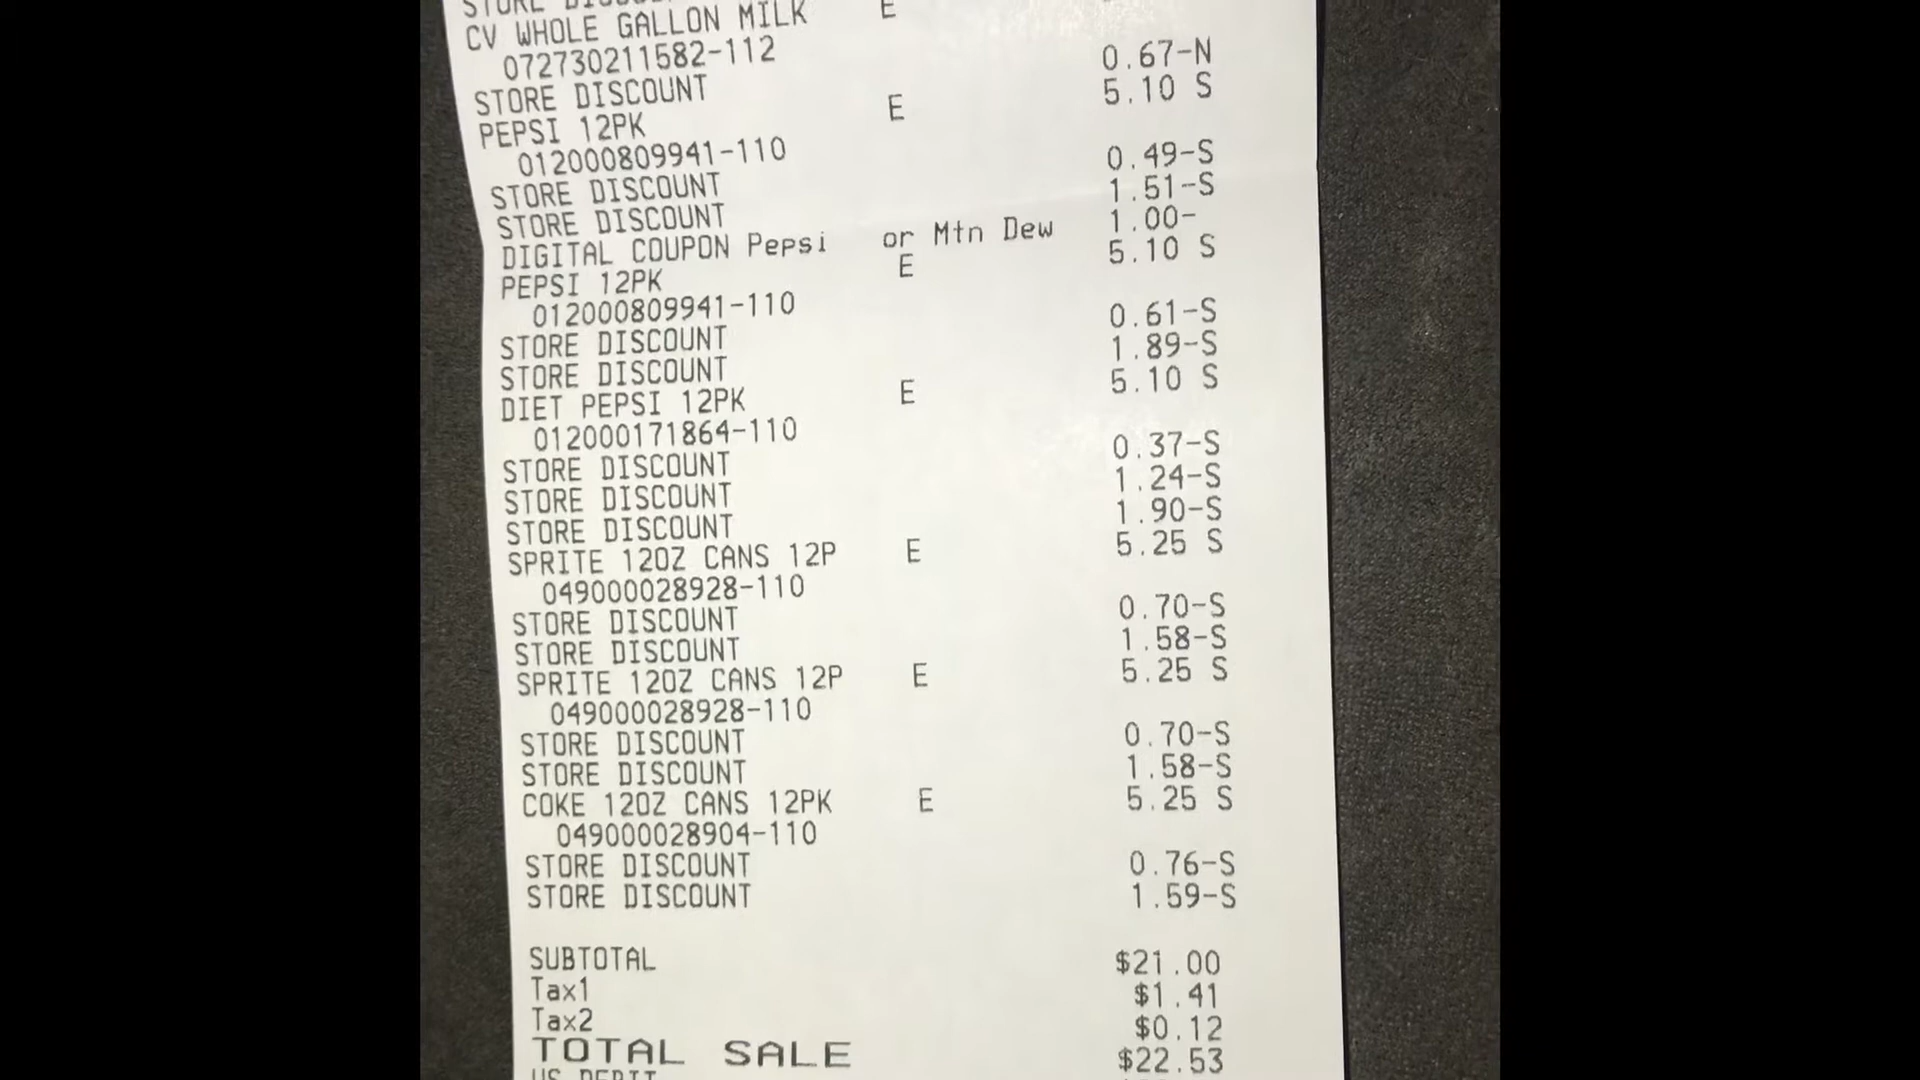 STORE
CV WHOLE GALLON MILK E
072730211582-112
STORE DISCOUNT 0.67-N
PEPSI 12PK E 5.10 S
012000809941-110
STORE DISCOUNT 0.49-S
STORE DISCOUNT 1.51-S
DIGITAL COUPON Pepsi or Mtn Dew 1.00-
PEPSI 12PK E 5.10 S
012000809941-110
STORE DISCOUNT 0.61-S
STORE DISCOUNT 1.89-S
DIET PEPSI 12PK E 5.10 S
012000171864-110
STORE DISCOUNT 0.37-S
STORE DISCOUNT 1.24-S
STORE DISCOUNT 1.90-S
SPRITE 12OZ CANS 12P E 5.25 S
049000028928-110
STORE DISCOUNT 0.70-S
STORE DISCOUNT 1.58-S
SPRITE 12OZ CANS 12P E 5.25 S
049000028928-110
STORE DISCOUNT 0.70-S
STORE DISCOUNT 1.58-S
COKE 12OZ CANS 12PK E 5.25 S
049000028904-110
STORE DISCOUNT 0.76-S
STORE DISCOUNT 1.59-S
SUBTOTAL $21.00
Tax1 $1.41
Tax2 $0.12
TOTAL SALE $22.53
US DEBIT